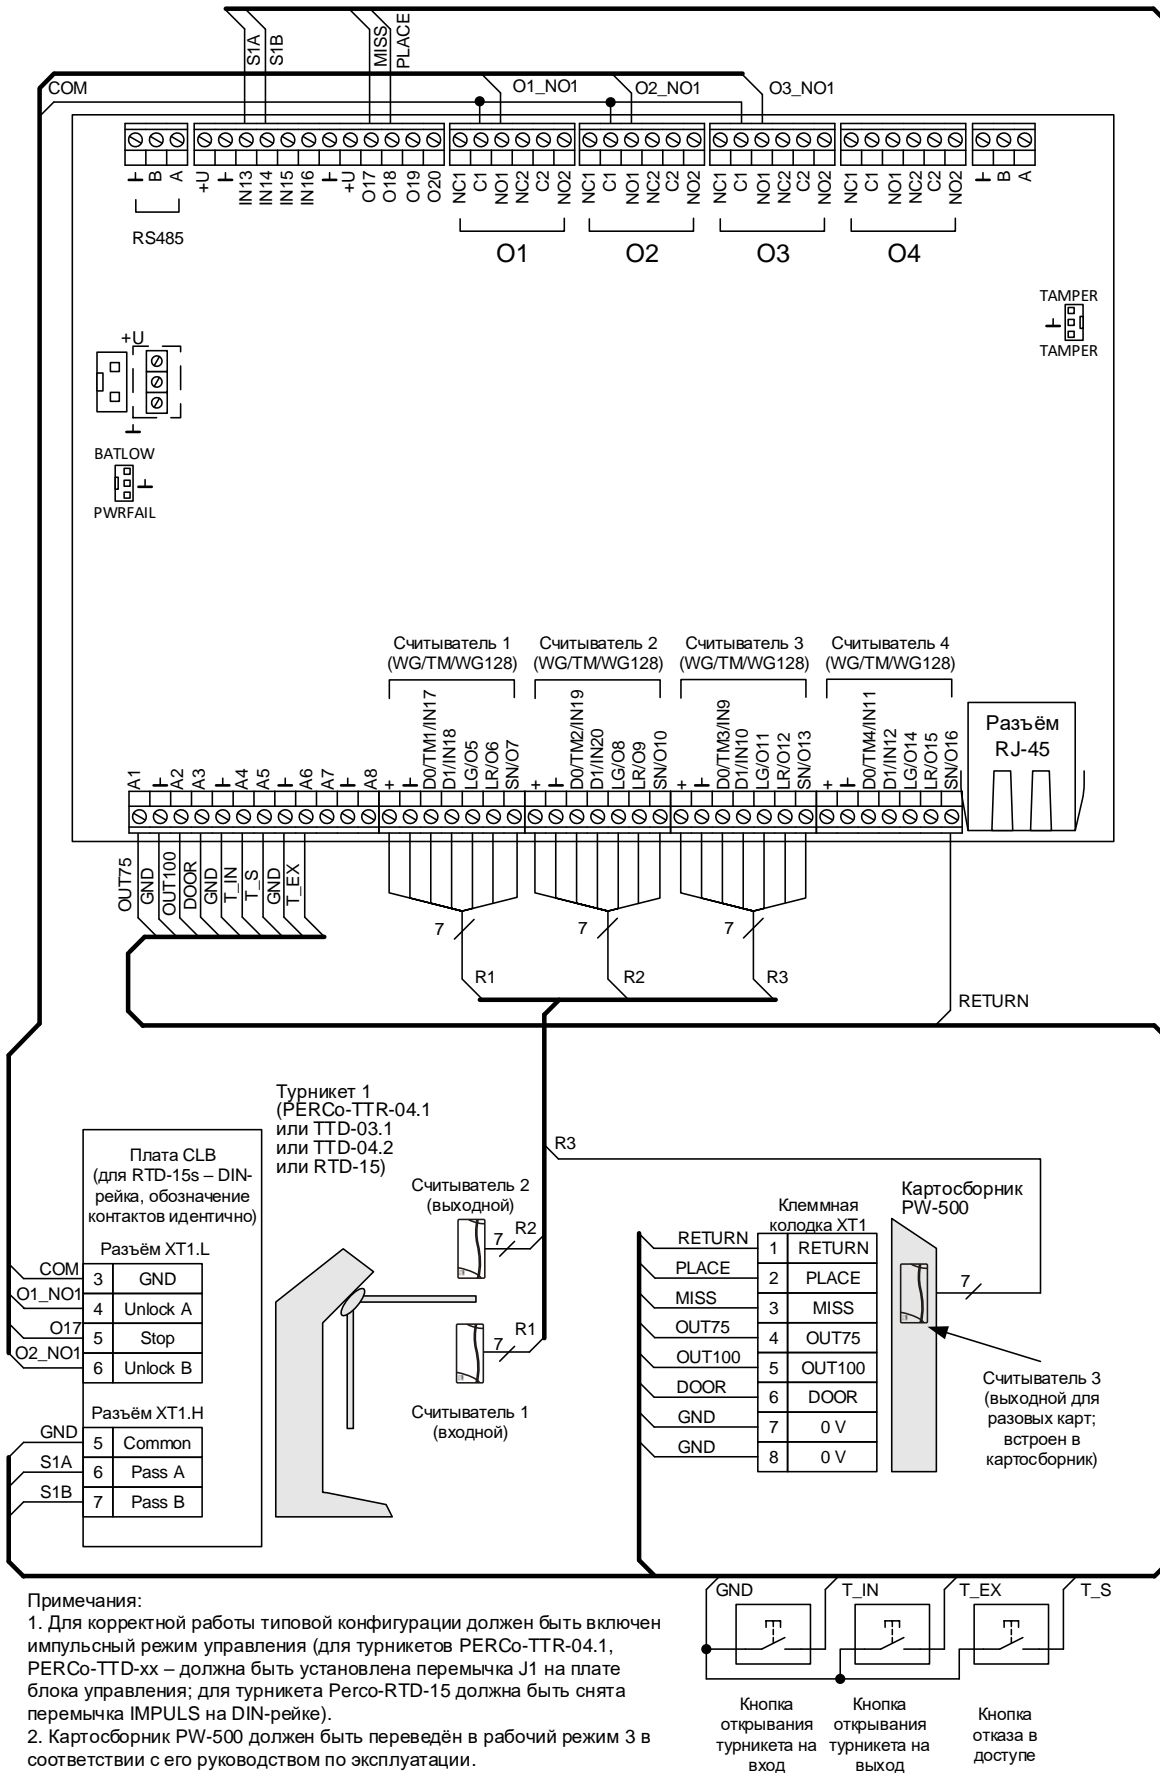 S1A
S1B
MISS
PLACE
COM
O1_NO1
O2_NO1
O3_NO1
B
A
+U
IN13
IN14
IN15
IN16
+U
O17
O18
O19
O20
NC1
C1
NO1
NC2
C2
NO2
NC1
C1
NO1
NC2
C2
NO2
NC1
C1
NO1
NC2
C2
NO2
NC1
C1
NO1
NC2
C2
NO2
B
A
RS485
O1
O2
O3
O4
TAMPER
TAMPER
+U
BATLOW
PWRFAIL
Считыватель 1
(WG/TM/WG128)
Считыватель 2
(WG/TM/WG128)
Считыватель 3
(WG/TM/WG128)
Считыватель 4
(WG/TM/WG128)
Разъём
RJ-45
A1
A2
A3
A4
A5
A6
A7
A8
+
D0/TM1/IN17
D1/IN18
LG/O5
LR/O6
SN/O7
+
D0/TM2/IN19
D1/IN20
LG/O8
LR/O9
SN/O10
+
D0/TM3/IN9
D1/IN10
LG/O11
LR/O12
SN/O13
+
D0/TM4/IN11
D1/IN12
LG/O14
LR/O15
SN/O16
OUT75
GND
OUT100
DOOR
GND
T_IN
T_S
GND
T_EX
7
7
7
R1
R2
R3
RETURN
Турникет 1
(PERCo-TTR-04.1
или TTD-03.1
или TTD-04.2
или RTD-15)
Плата CLB
(для RTD-15s – DIN-
рейка, обозначение
контактов идентично)
Разъём XT1.L
COM
3 GND
O1_NO1
4 Unlock A
O17
5 Stop
O2_NO1
6 Unlock B
Разъём XT1.H
GND
5 Common
S1A
6 Pass A
S1B
7 Pass B
Считыватель 2
(выходной)
7
R2
7
R1
Считыватель 1
(входной)
R3
Картосборник
PW-500
Клеммная
колодка XT1
RETURN
1 RETURN
PLACE
2 PLACE
MISS
3 MISS
OUT75
4 OUT75
OUT100
5 OUT100
DOOR
6 DOOR
GND
7 0 V
GND
8 0 V
7
Считыватель 3
(выходной для
разовых карт;
встроен в
картосборник)
Примечания:
1. Для корректной работы типовой конфигурации должен быть включен
импульсный режим управления (для турникетов PERCo-TTR-04.1,
PERCo-TTD-xx – должна быть установлена перемычка J1 на плате
блока управления; для турникета Perco-RTD-15 должна быть снята
перемычка IMPULS на DIN-рейке).
2. Картосборник PW-500 должен быть переведён в рабочий режим 3 в
соответствии с его руководством по эксплуатации.
GND
T_IN
T_EX
T_S
Кнопка
открывания
турникета на
вход
Кнопка
открывания
турникета на
выход
Кнопка
отказа в
доступе